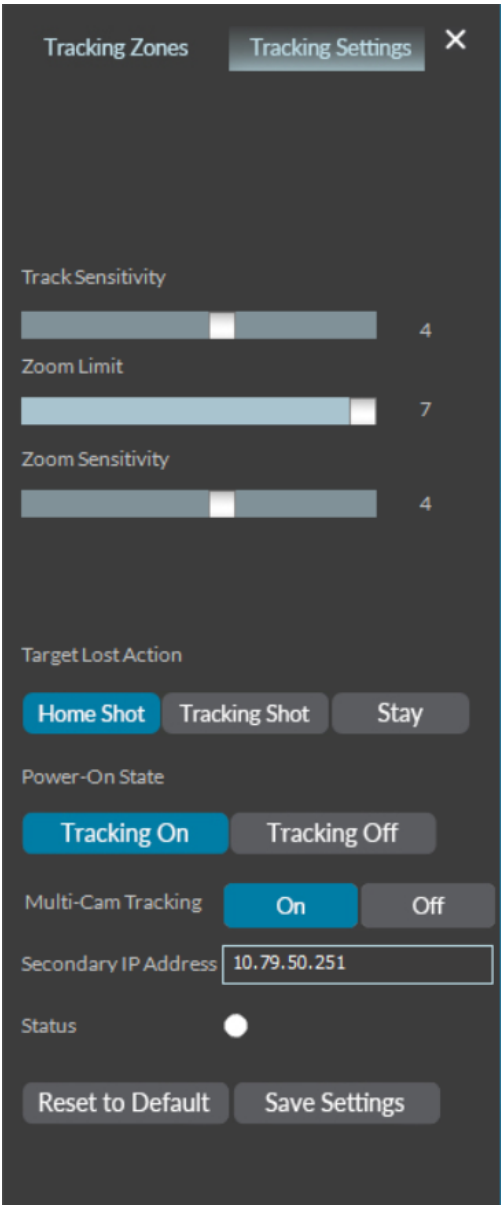 Tracking Zones Tracking Settings ✕
Track Sensitivity
4
Zoom Limit
7
Zoom Sensitivity
4
Target Lost Action
Home Shot Tracking Shot Stay
Power-On State
Tracking On Tracking Off
Multi-Cam Tracking On Off
Secondary IP Address 10.79.50.251
Status
Reset to Default Save Settings